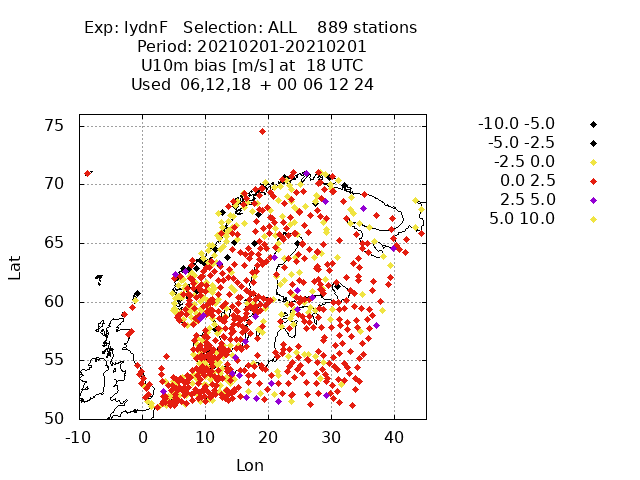 Exp: IydnF Selection: ALL 889 stations
Period: 20210201-20210201
U10m bias [m/s] at 18 UTC
Used 06,12,18 + 00 06 12 24
-10.0 -5.0
-5.0 -2.5
-2.5 0.0
0.0 2.5
2.5 5.0
5.0 10.0
75
70
65
60
55
50
Lat
-10 0 10 20 30 40
Lon